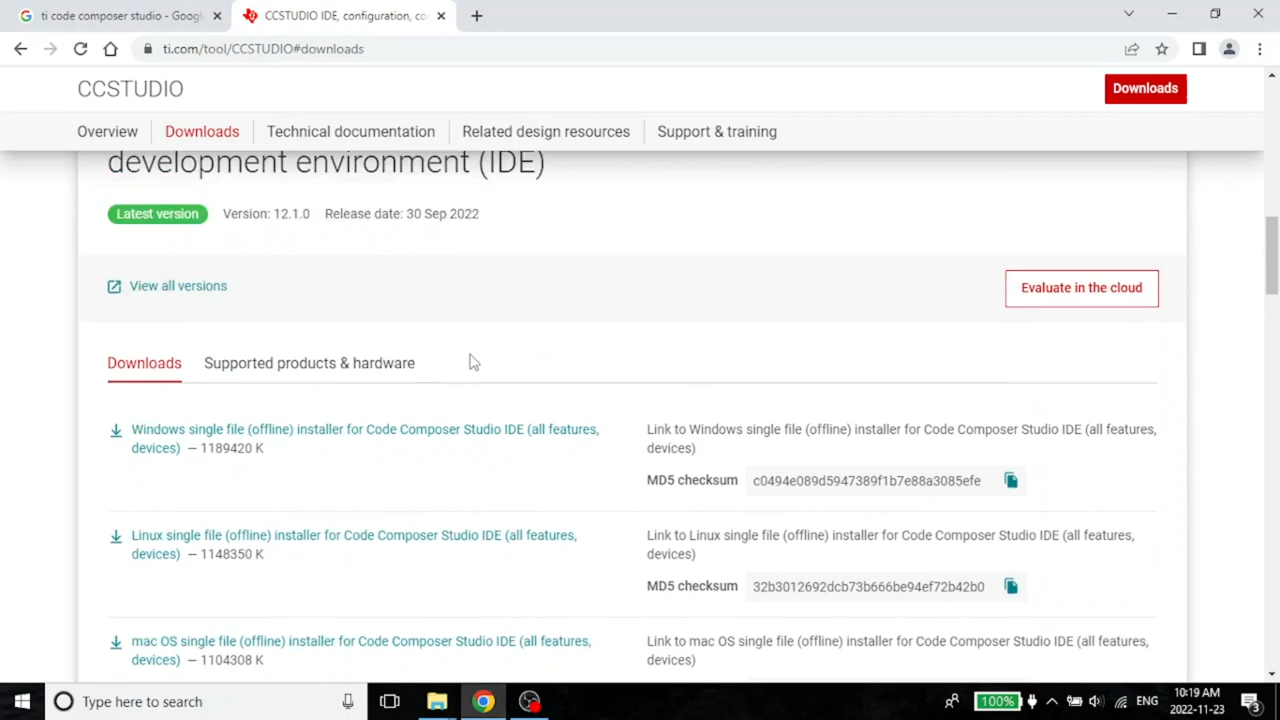 ti code composer studio - Googl
CCSTUDIO IDE, configuration, co
ti.com/tool/CCSTUDIO#downloads
CCSTUDIO
Downloads
Overview
Downloads
Technical documentation
Related design resources
Support & training
development environment (IDE)
Latest version
Version: 12.1.0
Release date: 30 Sep 2022
View all versions
Evaluate in the cloud
Downloads
Supported products & hardware
Windows single file (offline) installer for Code Composer Studio IDE (all features,
devices) — 1189420 K
Link to Windows single file (offline) installer for Code Composer Studio IDE (all features,
devices)
MD5 checksum c0494e089d5947389f1b7e88a3085efe
Linux single file (offline) installer for Code Composer Studio IDE (all features,
devices) — 1148350 K
Link to Linux single file (offline) installer for Code Composer Studio IDE (all features,
devices)
MD5 checksum 32b3012692dcb73b666be94ef72b42b0
mac OS single file (offline) installer for Code Composer Studio IDE (all features,
devices) — 1104308 K
Link to mac OS single file (offline) installer for Code Composer Studio IDE (all features,
devices)
Type here to search
100%
ENG
10:19 AM
2022-11-23
3